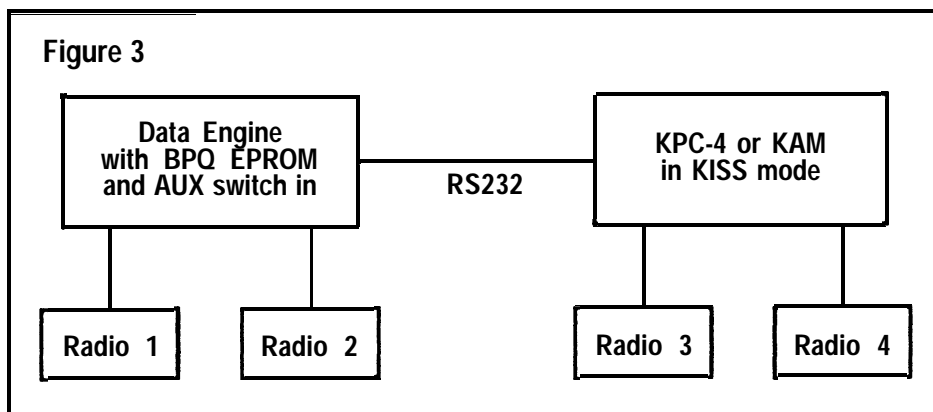 Figure 3
Data Engine
with BPQ EPROM
and AUX switch in
RS232
KPC-4 or KAM
in KISS mode
Radio 1
Radio 2
Radio 3
Radio 4